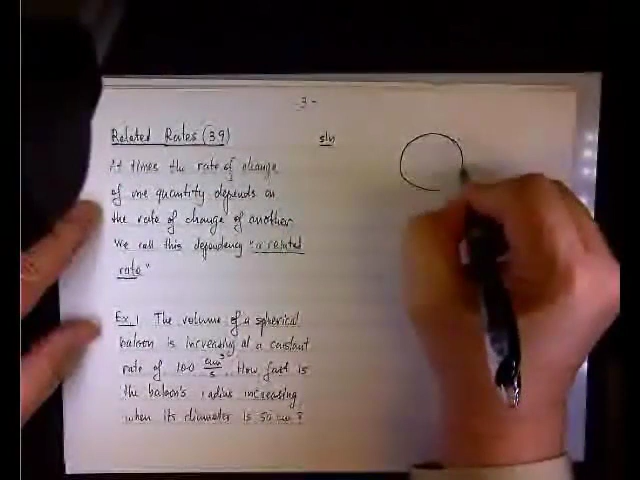 3-
Related Rates (3.9)
sln
At times the rate of change
of one quantity depends on
the rate of change of another.
We call this dependency "a related
rate"
Ex 1 The volume of a spherical
baloon is increasing at a constant
rate of 100 cm³/s. How fast is
the baloon's radius increasing
when its diameter is 50 cm ?